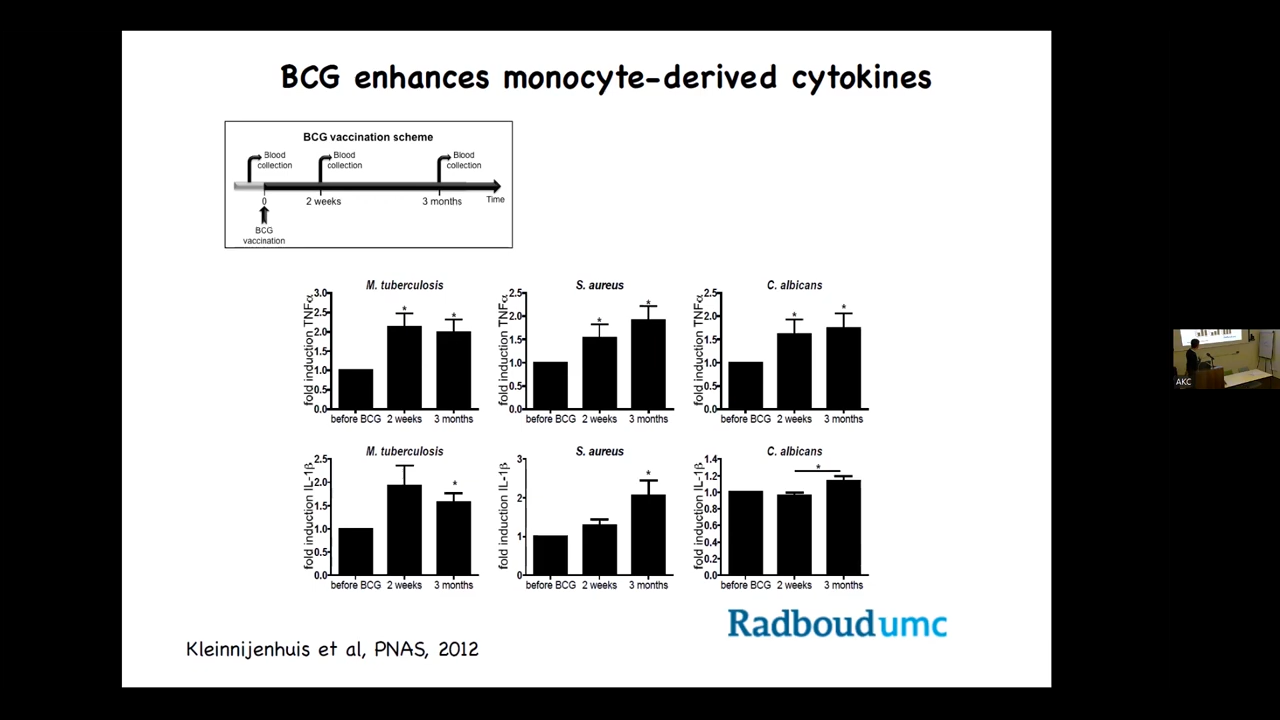 BCG enhances monocyte-derived cytokines
BCG vaccination scheme
Blood collection
Blood collection
Blood collection
0
2 weeks
3 months
Time
BCG vaccination
M. tuberculosis
fold induction TNFα
3.0
2.5
2.0
1.5
1.0
0.5
0.0
*
*
before BCG 2 weeks 3 months
S. aureus
fold induction TNFα
2.5
2.0
1.5
1.0
0.5
0.0
*
*
before BCG 2 weeks 3 months
C. albicans
fold induction TNFα
2.5
2.0
1.5
1.0
0.5
0.0
*
*
before BCG 2 weeks 3 months
M. tuberculosis
fold induction IL-1β
2.5
2.0
1.5
1.0
0.5
0.0
*
before BCG 2 weeks 3 months
S. aureus
fold induction IL-1β
3
2
1
0
*
before BCG 2 weeks 3 months
C. albicans
fold induction IL-1β
1.4
1.2
1.0
0.8
0.6
0.4
0.2
0.0
*
before BCG 2 weeks 3 months
Radboudumc
Kleinnijenhuis et al, PNAS, 2012
AKC